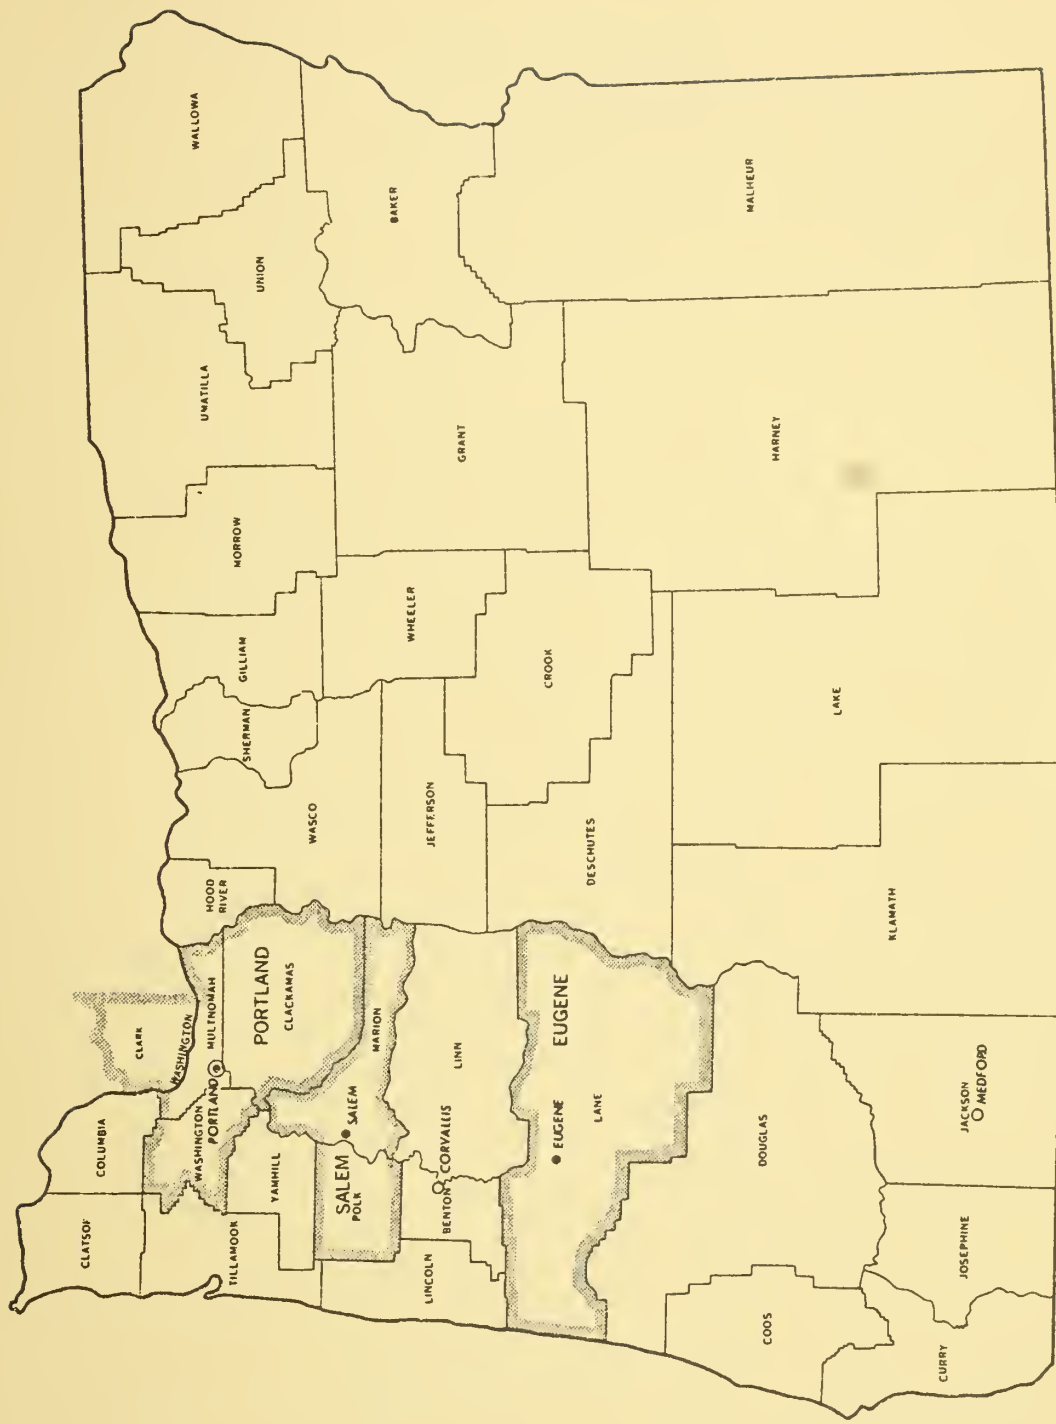 CLATSOP
COLUMBIA
CLARK
WASHINGTON
TILLAMOOK
WASHINGTON
PORTLAND
MULTNOMAH
HOOD
RIVER
WASCO
SHERMAN
GILLIAM
MORROW
UMATILLA
UNION
WALLOWA
YAMHILL
PORTLAND
CLACKAMAS
SALEM
POLK
SALEM
MARION
LINCOLN
BENTON
CORVALLIS
LINN
JEFFERSON
WHEELER
GRANT
BAKER
EUGENE
LANE
EUGENE
DESCHUTES
CROOK
COOS
DOUGLAS
KLAMATH
LAKE
HARNEY
MALHEUR
CURRY
JOSEPHINE
JACKSON
MEDFORD